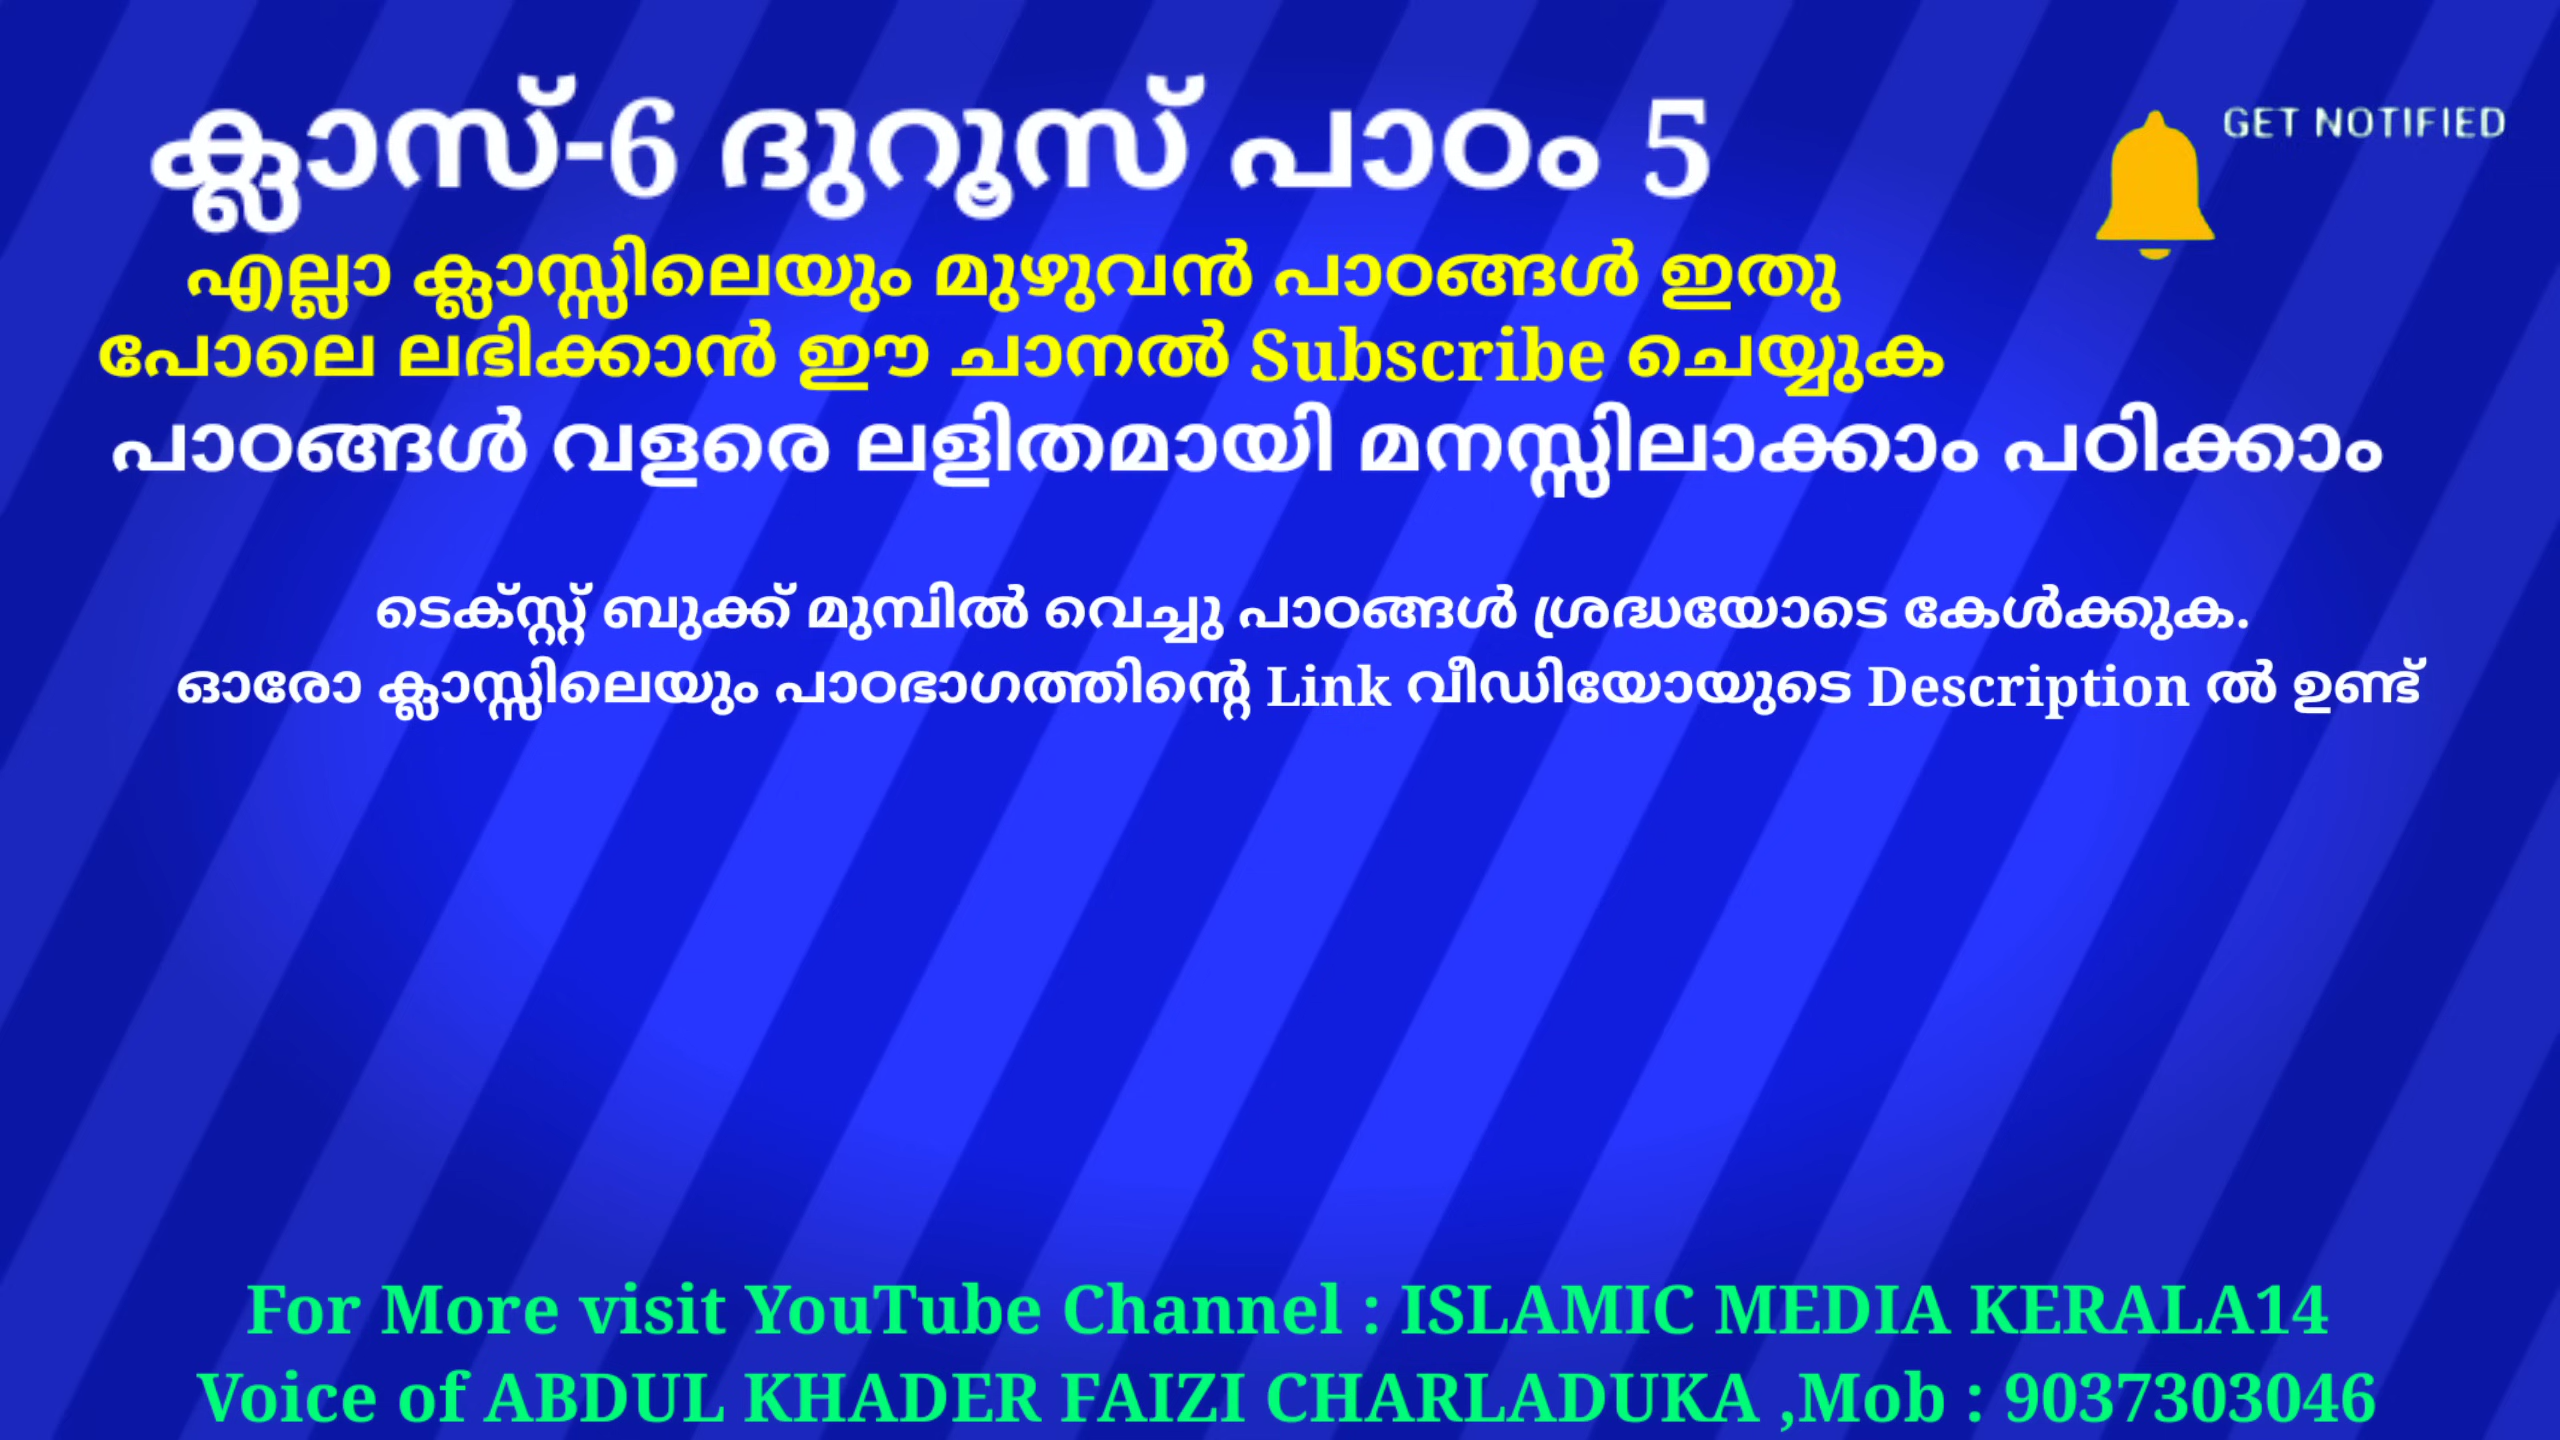 ക്ലാസ്-6 ദുറൂസ് പാഠം 5
GET NOTIFIED
എല്ലാ ക്ലാസ്സിലെയും മുഴുവൻ പാഠങ്ങൾ ഇതു
പോലെ ലഭിക്കാൻ ഈ ചാനൽ Subscribe ചെയ്യുക
പാഠങ്ങൾ വളരെ ലളിതമായി മനസ്സിലാക്കാം പഠിക്കാം
ടെക്സ്റ്റ് ബുക്ക് മുമ്പിൽ വെച്ചു പാഠങ്ങൾ ശ്രദ്ധയോടെ കേൾക്കുക.
ഓരോ ക്ലാസ്സിലെയും പാഠഭാഗത്തിന്റെ Link വീഡിയോയുടെ Description ൽ ഉണ്ട്
For More visit YouTube Channel : ISLAMIC MEDIA KERALA14
Voice of ABDUL KHADER FAIZI CHARLADUKA ,Mob : 9037303046